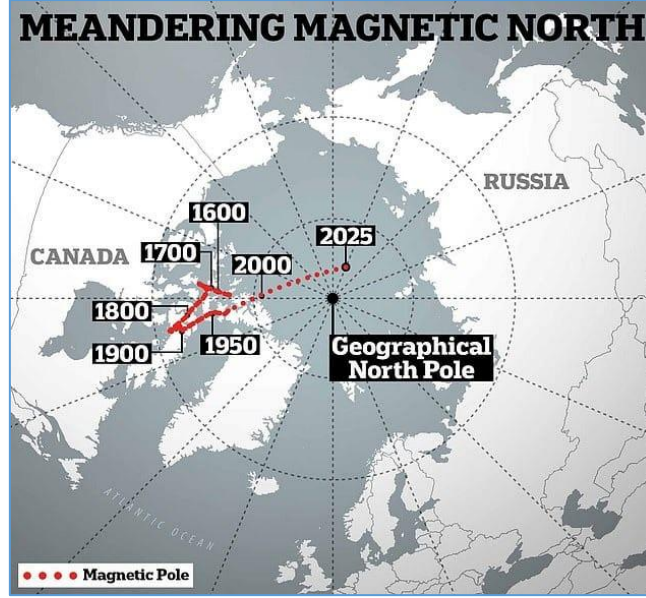 MEANDERING MAGNETIC NORTH
RUSSIA
1600
2025
CANADA
1700
2000
1800
1950
1900
Geographical
North Pole
ATLANTIC OCEAN
Magnetic Pole